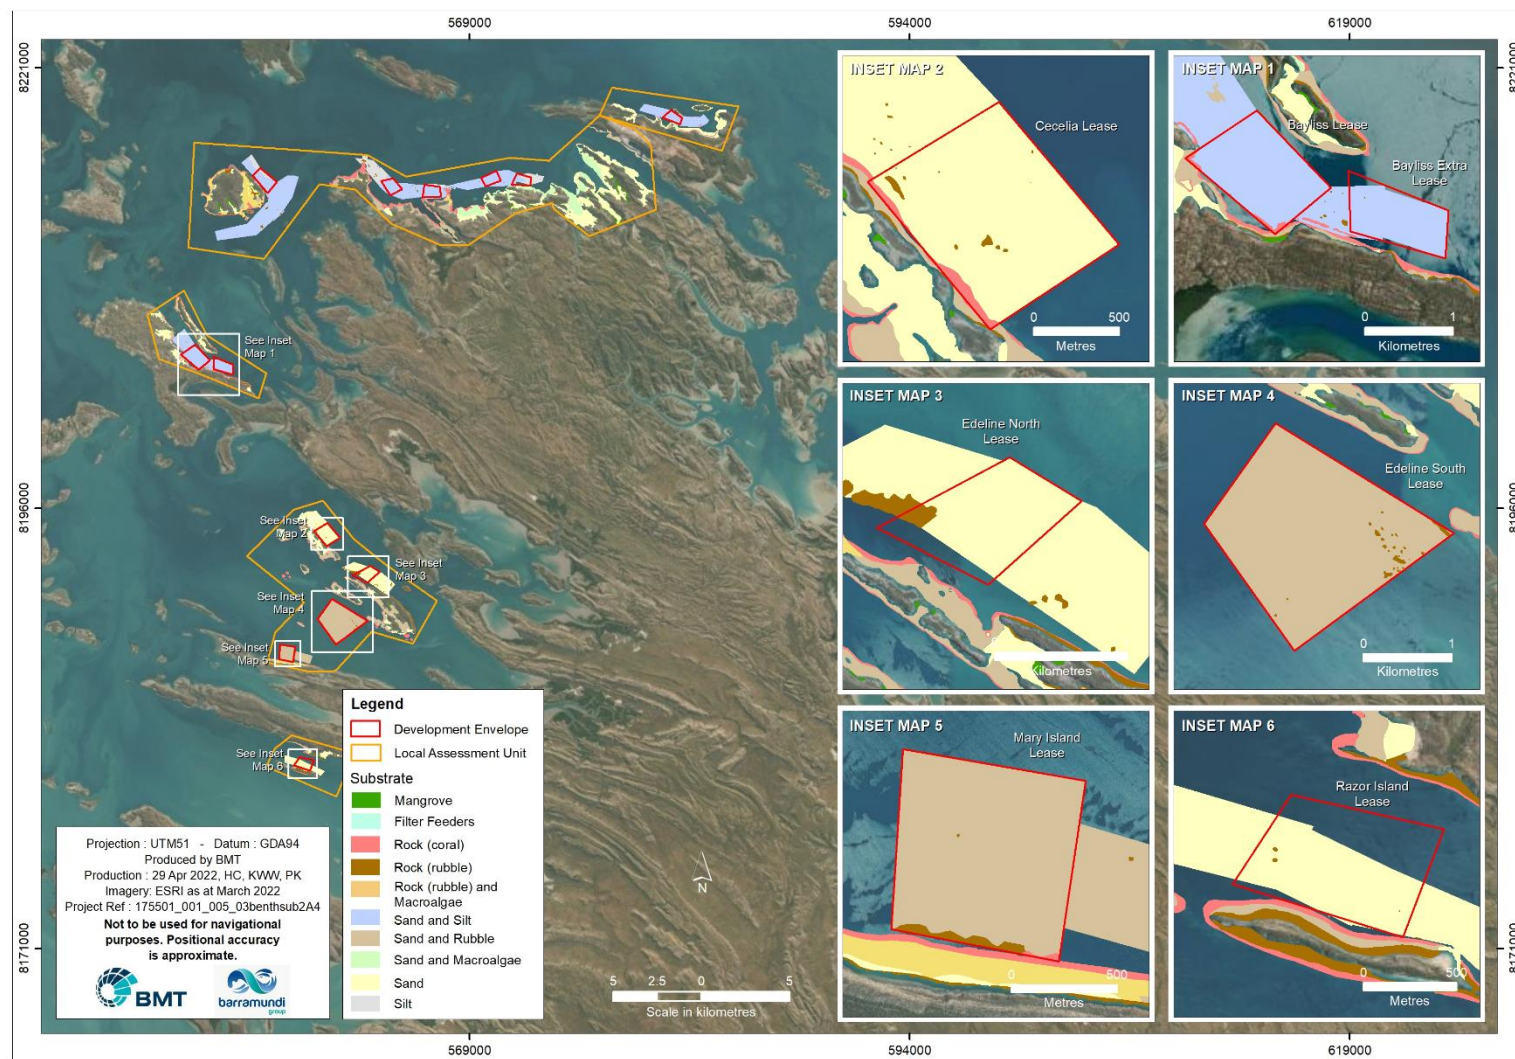 569000
594000
619000
8221000
8221000
INSET MAP 2
Cecelia Lease
0 500
Metres
INSET MAP 1
Bayliss Lease
Bayliss Extra
Lease
0 1
Kilometres
See Inset
Map 1
INSET MAP 3
Edeline North
Lease
Kilometres
INSET MAP 4
Edeline South
Lease
0 1
Kilometres
8196000
8196000
See Inset
Map 2
See Inset
Map 3
See Inset
Map 4
See Inset
Map 5
See Inset
Map 6
INSET MAP 5
Mary Island
Lease
0 500
Metres
INSET MAP 6
Razor Island
Lease
0 500
Metres
Legend
Development Envelope
Local Assessment Unit
Substrate
Mangrove
Filter Feeders
Rock (coral)
Rock (rubble)
Rock (rubble) and
Macroalgae
Sand and Silt
Sand and Rubble
Sand and Macroalgae
Sand
Silt
Projection : UTM51 - Datum : GDA94
Produced by BMT
Production : 29 Apr 2022, HC, KWW, PK
Imagery: ESRI as at March 2022
Project Ref : 175501_001_005_03benthsub2A4
Not to be used for navigational
purposes. Positional accuracy
is approximate.
BMT
barramundi
group
N
5 2.5 0 5
Scale in kilometres
8171000
8171000
569000
594000
619000